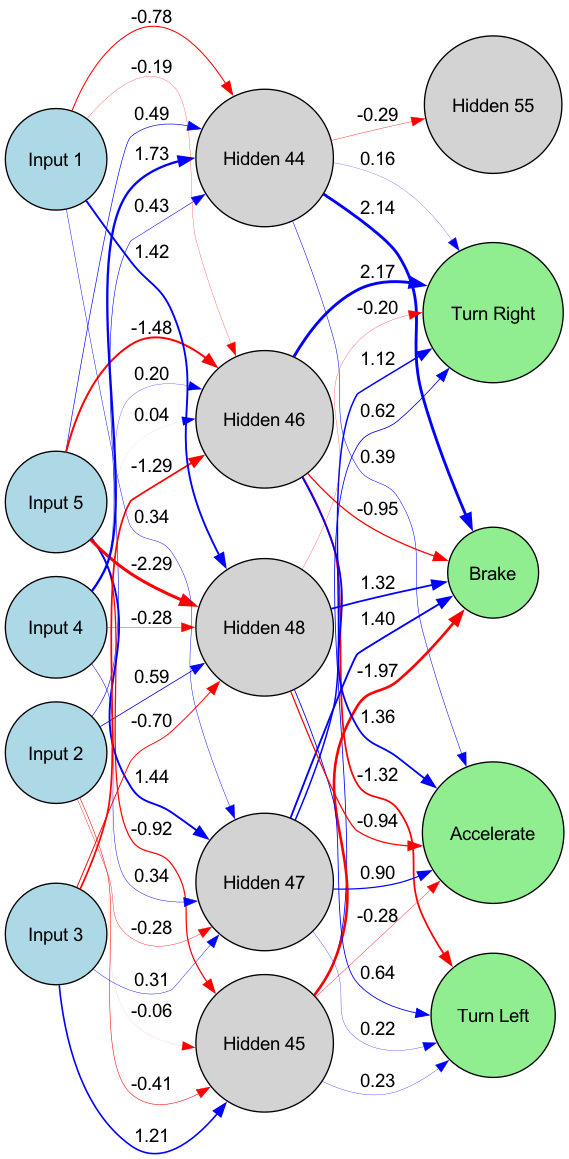 -0.78
-0.19
0.49
1.73
0.43
1.42
-1.48
0.20
0.04
-1.29
0.34
-2.29
-0.28
0.59
-0.70
1.44
-0.92
0.34
-0.28
0.31
-0.06
-0.41
1.21
Input 1
Input 5
Input 4
Input 2
Input 3
Hidden 44
Hidden 46
Hidden 48
Hidden 47
Hidden 45
-0.29
0.16
2.14
2.17
-0.20
1.12
0.62
0.39
-0.95
1.32
1.40
-1.97
1.36
-1.32
-0.94
0.90
-0.28
0.64
0.22
0.23
Hidden 55
Turn Right
Brake
Accelerate
Turn Left